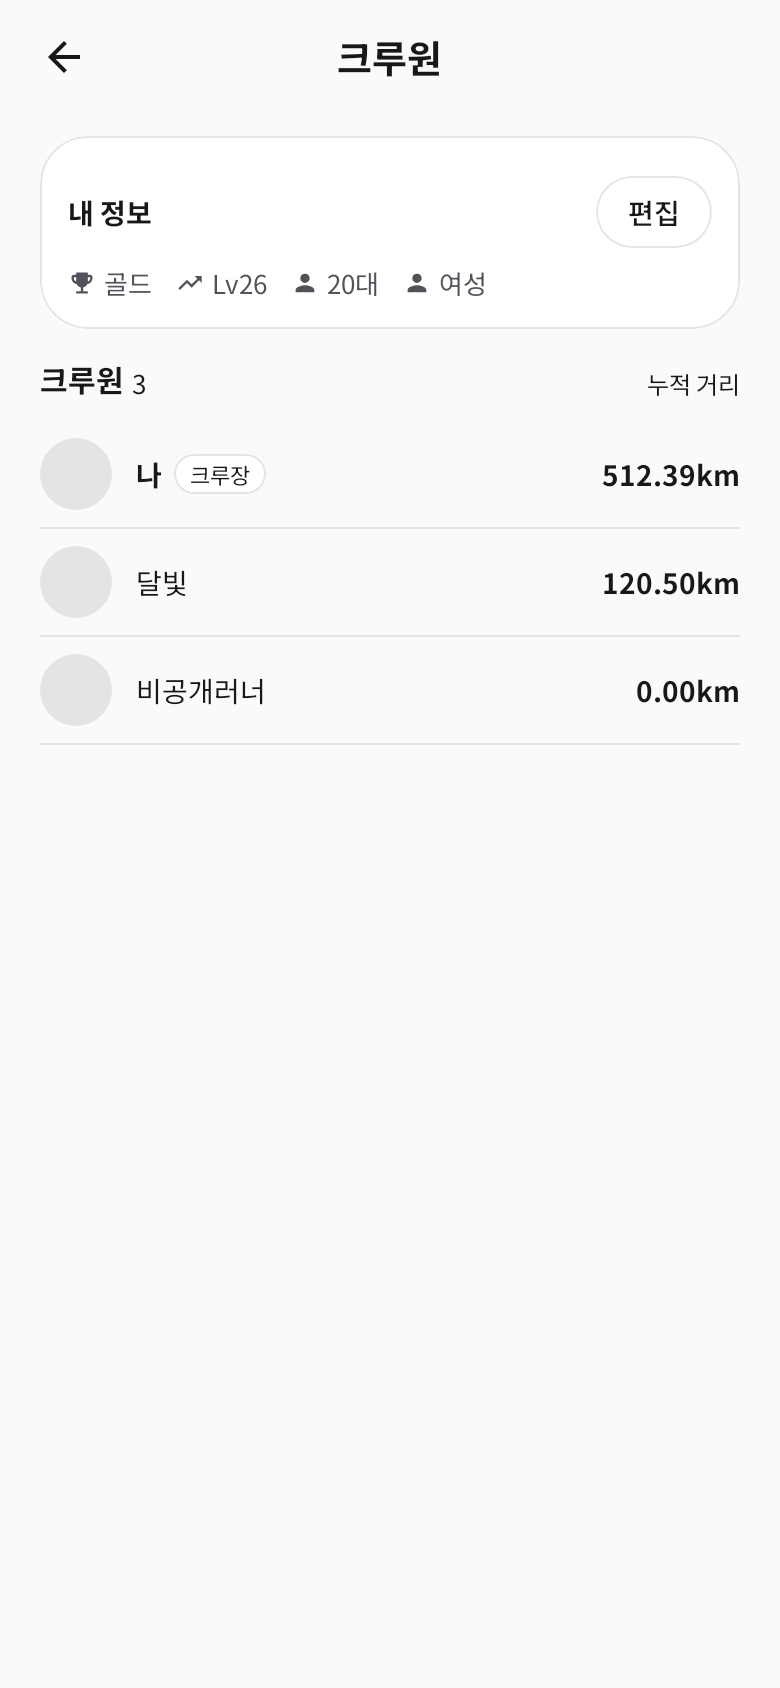 크루원
내 정보
편집
골드 Lv26 20대 여성
크루원 3
누적 거리
나 크루장 512.39km
달빛 120.50km
비공개러너 0.00km